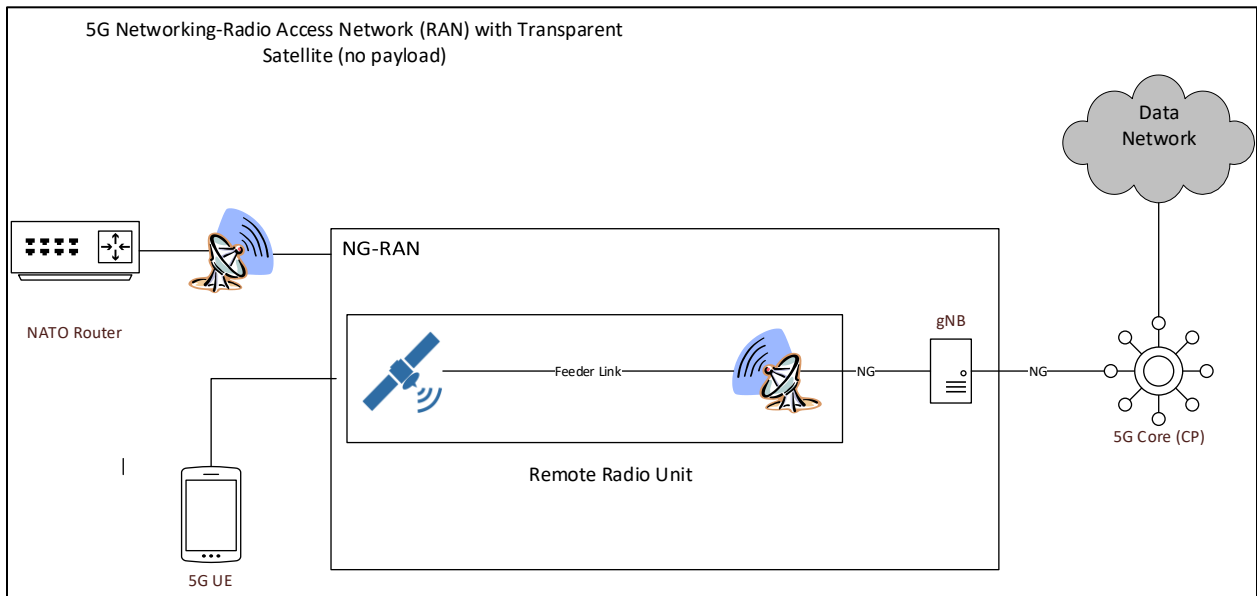 5G Networking-Radio Access Network (RAN) with Transparent
Satellite (no payload)
Data
Network
NG-RAN
NATO Router
gNB
Feeder Link
NG
NG
5G Core (CP)
Remote Radio Unit
5G UE